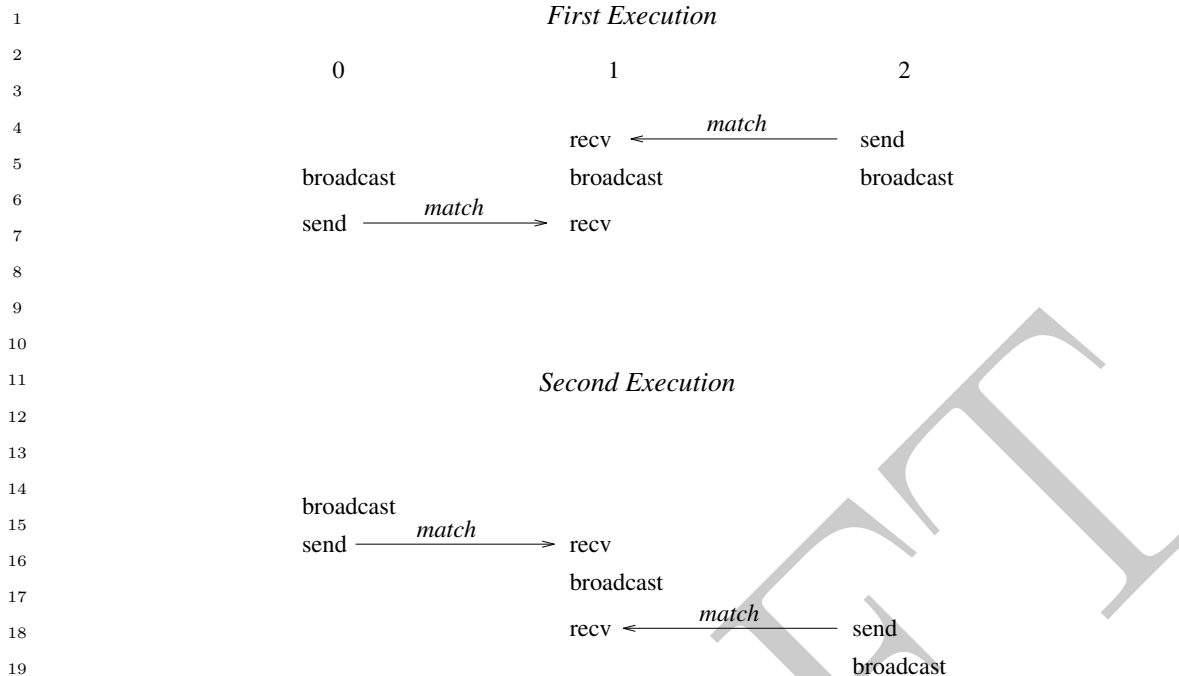 1 First Execution
2
0 1 2
3
4 match
recv send
5 broadcast broadcast broadcast
6 match
7 send recv
8
9
10
11 Second Execution
12
13
14 broadcast
15 match
send recv
16
17 broadcast
match
18 recv send
19 broadcast
FT